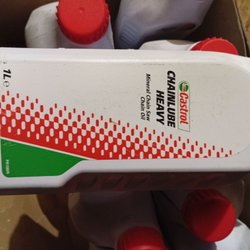 Castrol
CHAINLUBE
HEAVY
Mineral Chain Saw
Chain Oil
1L